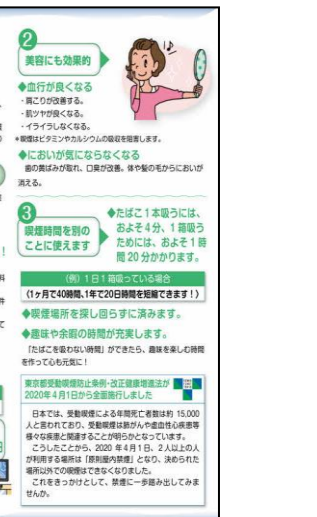 2
美容にも効果的
◆血行が良くなる
・肩こりが改善する。
・肌ツヤが良くなる。
・イライラしなくなる。
*喫煙はビタミンやカルシウムの吸収を阻害します。
◆においが気にならなくなる
歯の黄ばみが取れ、口臭が改善。体や髪の毛からにおいが
消える。
3
喫煙時間を別の
ことに使えます
◆たばこ1本吸うには、
およそ4分、1箱吸う
ためには、およそ1時
間20分かかります。
(例)1日1箱吸っている場合
(1ヶ月で40時間、1年で20日時間を短縮できます!)
◆喫煙場所を探し回らずに済みます。
◆趣味や余暇の時間が充実します。
「たばこを吸わない時間」ができたら、趣味を楽しむ時間
を作って心も元気に!
東京都受動喫煙防止条例・改正健康増進法が
2020年4月1日から全面施行しました
日本では、受動喫煙による年間死亡者数は約 15,000
人と言われており、受動喫煙は肺がんや虚血性心疾患等
様々な疾患と関連することが明らかとなっています。
こうしたことから、2020 年4月1日、2人以上の人
が利用する場所は「原則屋内禁煙」となり、決められた
場所以外での喫煙はできなくなりました。
これをきっかけとして、禁煙に一歩踏み出してみま
せんか。